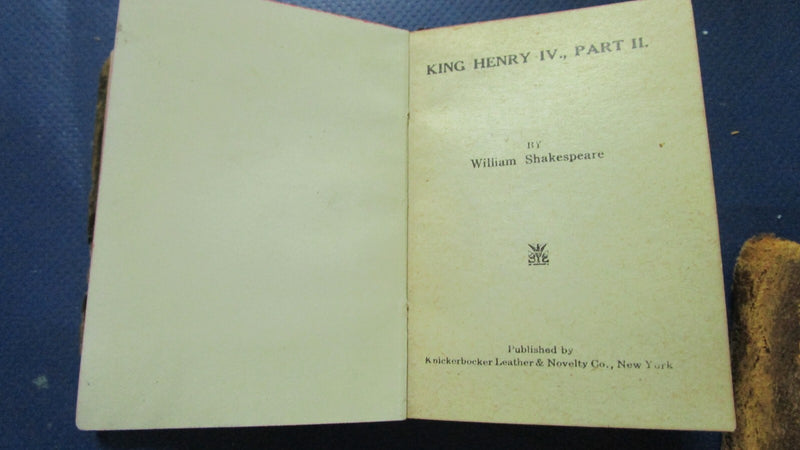 KING HENRY IV., PART II.
BY
William Shakespeare
Published by
Knickerbocker Leather & Novelty Co., New York